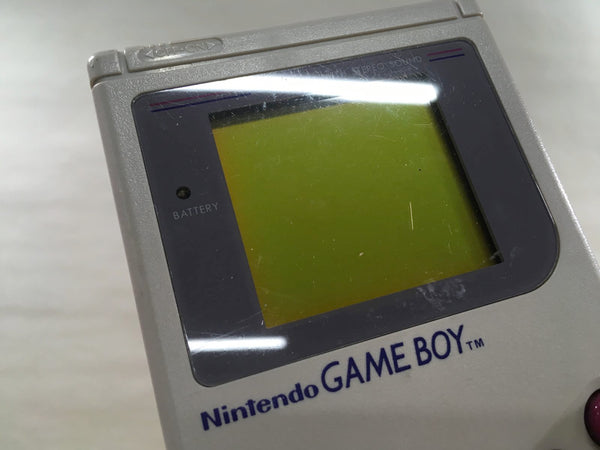 STEREO SOUND
BATTERY
Nintendo GAME BOY™